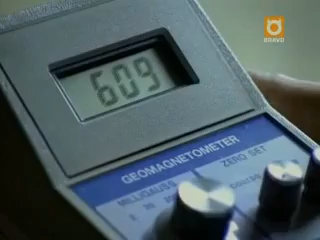 BRAVO
609
GEOMAGNETOMETER
ZERO SET
MILLIGAUSS